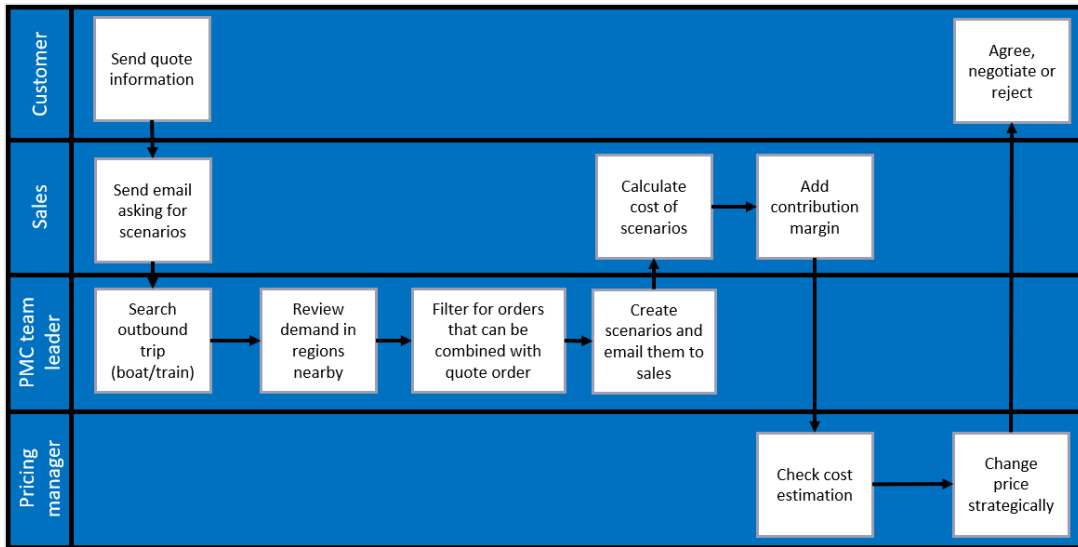 Customer
Send quote
information
Agree,
negotiate or
reject
Sales
Send email
asking for
scenarios
Calculate
cost of
scenarios
Add
contribution
margin
PMC team
leader
Search
outbound
trip
(boat/train)
Review
demand in
regions
nearby
Filter for orders
that can be
combined with
quote order
Create
scenarios and
email them to
sales
Pricing
manager
Check cost
estimation
Change
price
strategically